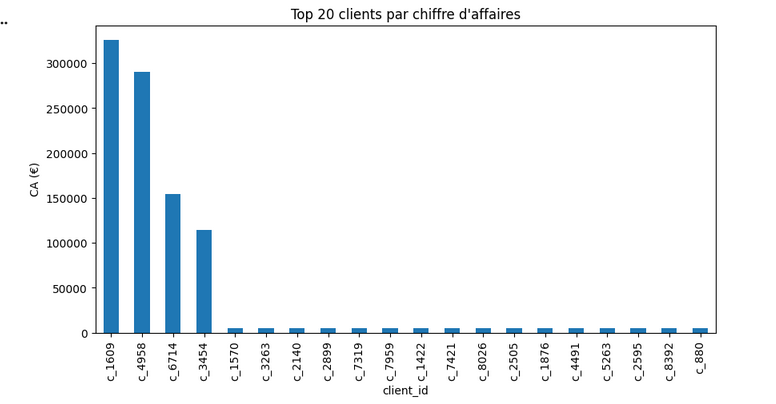 ..
Top 20 clients par chiffre d'affaires
CA (€)
300000
250000
200000
150000
100000
50000
0
c_1609
c_4958
c_6714
c_3454
c_1570
c_3263
c_2140
c_2899
c_7319
c_7959
c_1422
c_7421
c_8026
c_2505
c_1876
c_4491
c_5263
c_2595
c_8392
c_880
client_id